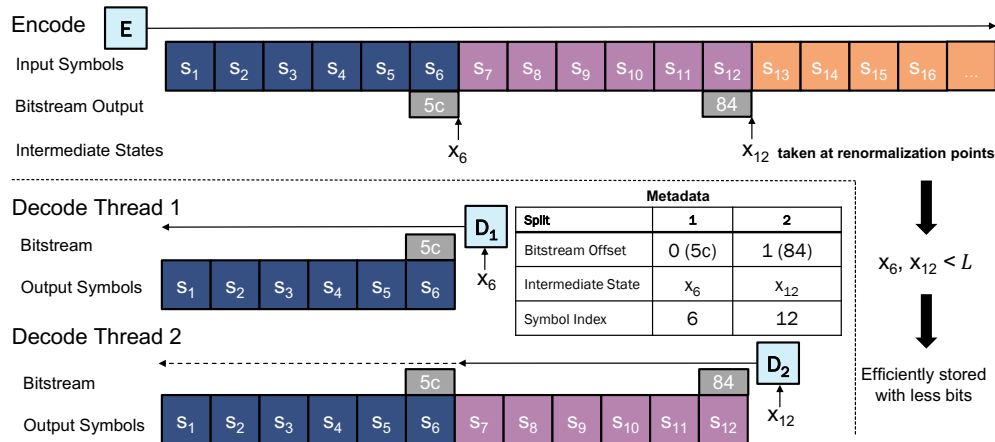 Encode E
Input Symbols S1 S2 S3 S4 S5 S6 S7 S8 S9 S10 S11 S12 S13 S14 S15 S16 ...
Bitstream Output 5c 84
Intermediate States x6 x12 taken at renormalization points
Decode Thread 1
D1
Bitstream 5c
x6
Output Symbols S1 S2 S3 S4 S5 S6
Metadata
Split 1 2
Bitstream Offset 0 (5c) 1 (84)
Intermediate State x6 x12
Symbol Index 6 12
x6, x12 < L
Efficiently stored
with less bits
Decode Thread 2
D2
Bitstream 5c 84
x12
Output Symbols S1 S2 S3 S4 S5 S6 S7 S8 S9 S10 S11 S12